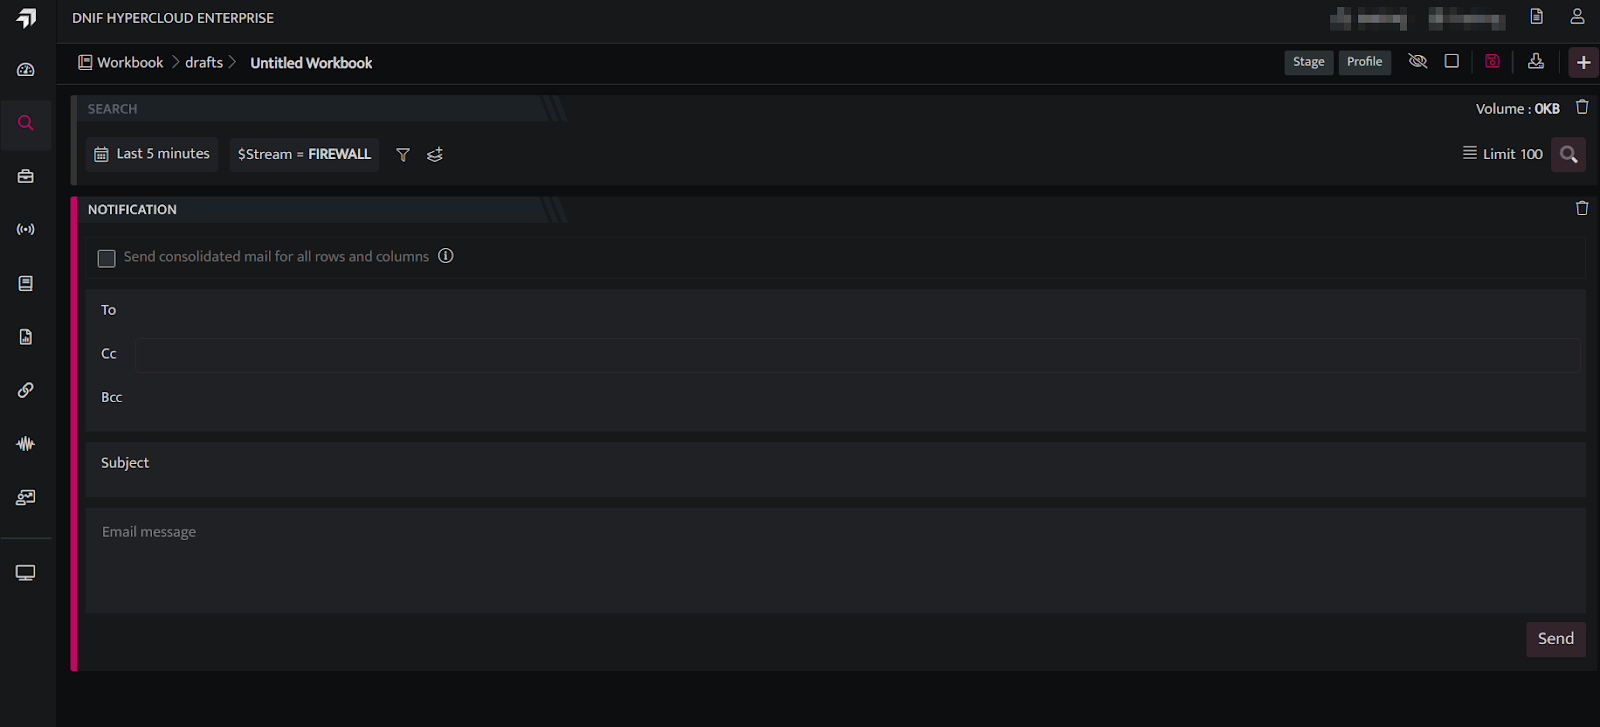 DNIF HYPERCLOUD ENTERPRISE
Workbook > drafts > Untitled Workbook
Stage Profile
SEARCH
Volume : 0KB
Last 5 minutes $Stream = FIREWALL
Limit 100
NOTIFICATION
Send consolidated mail for all rows and columns
To
Cc
Bcc
Subject
Email message
Send